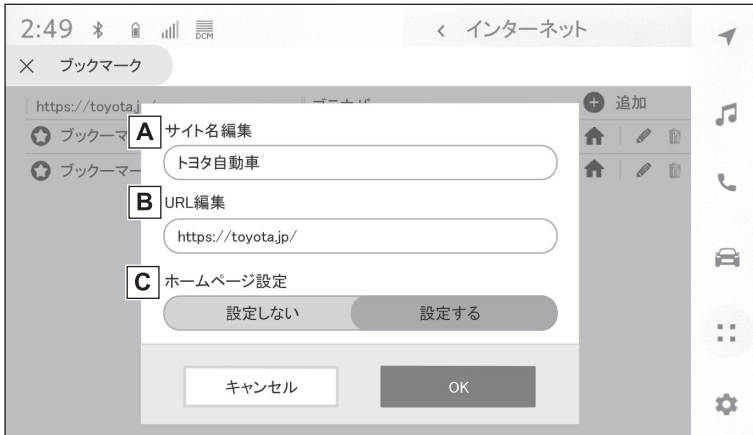 2:49 DCM
< インターネット
× ブックマーク
https://toyota.j
追加
ブックーマ
ブックーマー
A サイト名編集
トヨタ自動車
B URL編集
https://toyota.jp/
C ホームページ設定
設定しない 設定する
キャンセル OK